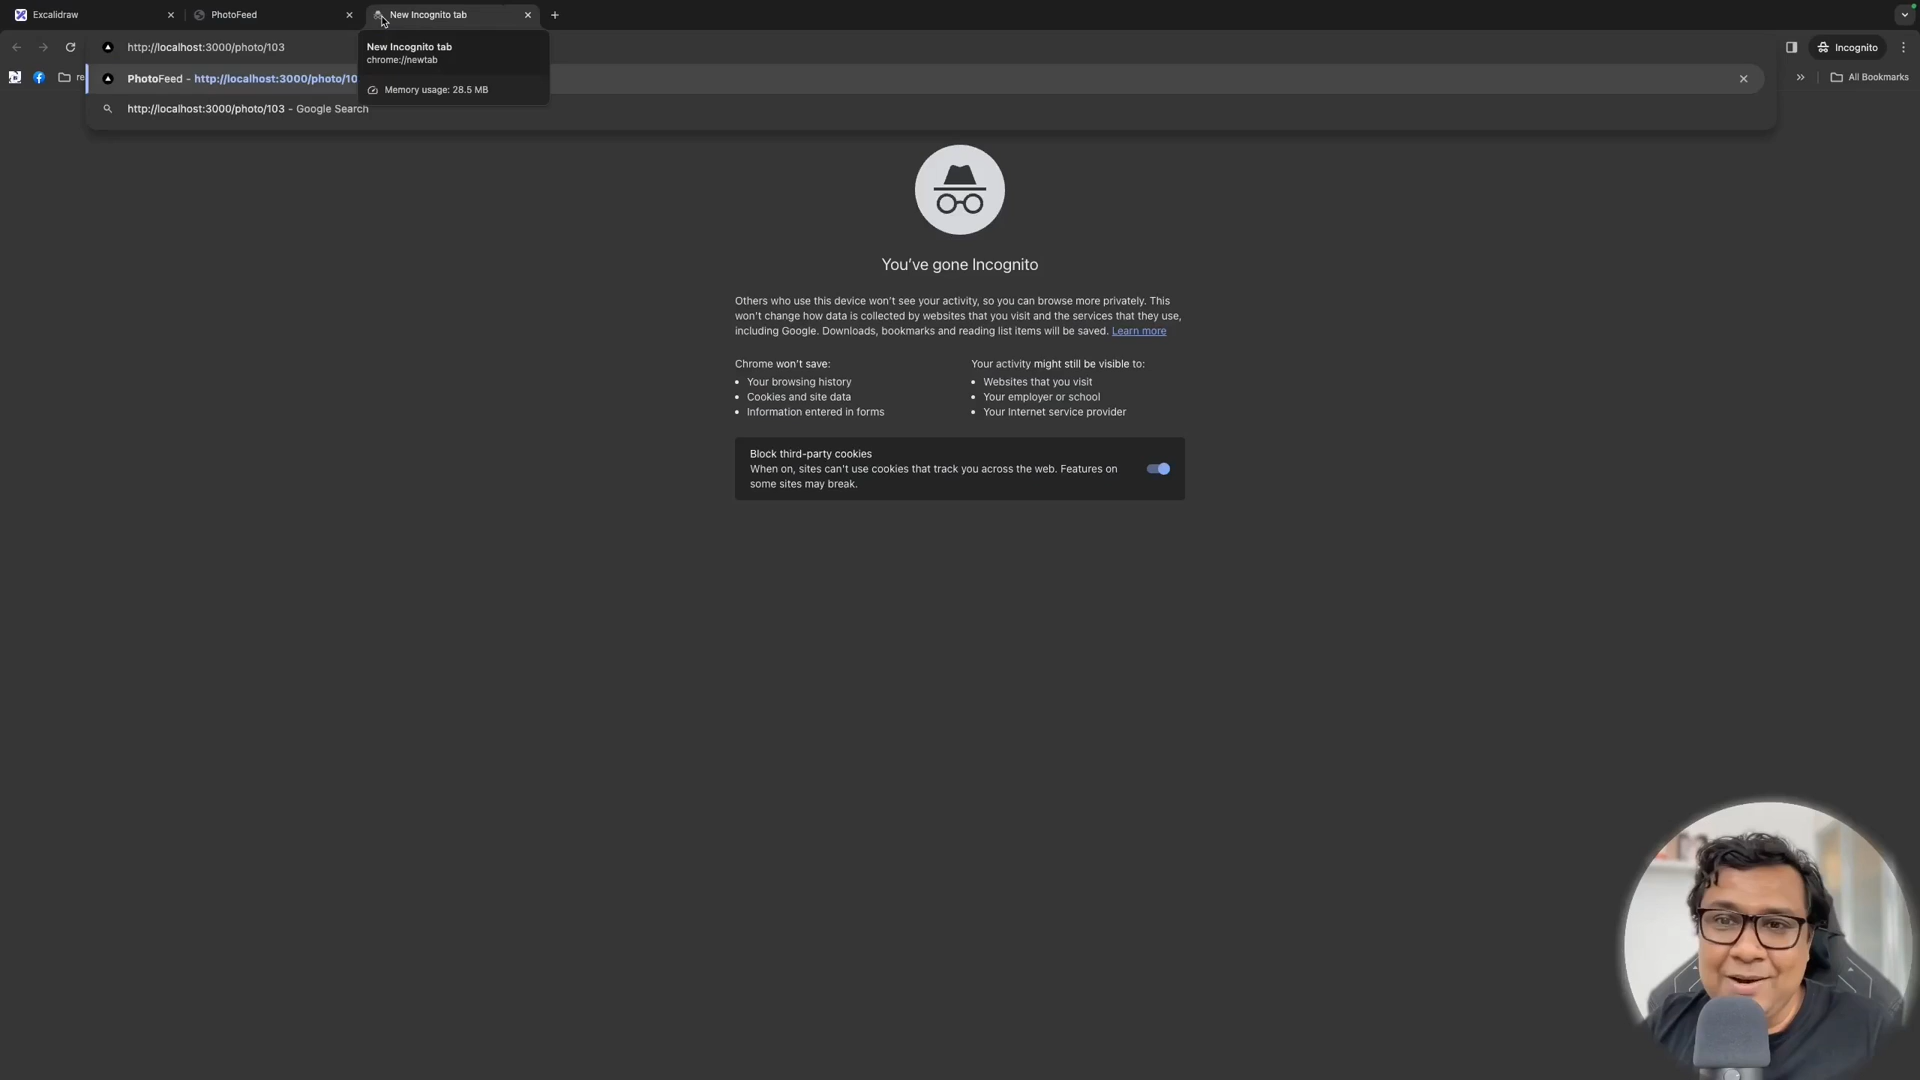 Excalidraw
PhotoFeed
New Incognito tab
http://localhost:3000/photo/103
New Incognito tab
chrome://newtab
Incognito
re
PhotoFeed - http://localhost:3000/photo/10
Memory usage: 28.5 MB
All Bookmarks
http://localhost:3000/photo/103 - Google Search
You've gone Incognito
Others who use this device won't see your activity, so you can browse more privately. This
won't change how data is collected by websites that you visit and the services that they use,
including Google. Downloads, bookmarks and reading list items will be saved. Learn more
Chrome won't save:
• Your browsing history
• Cookies and site data
• Information entered in forms
Your activity might still be visible to:
• Websites that you visit
• Your employer or school
• Your Internet service provider
Block third-party cookies
When on, sites can't use cookies that track you across the web. Features on
some sites may break.